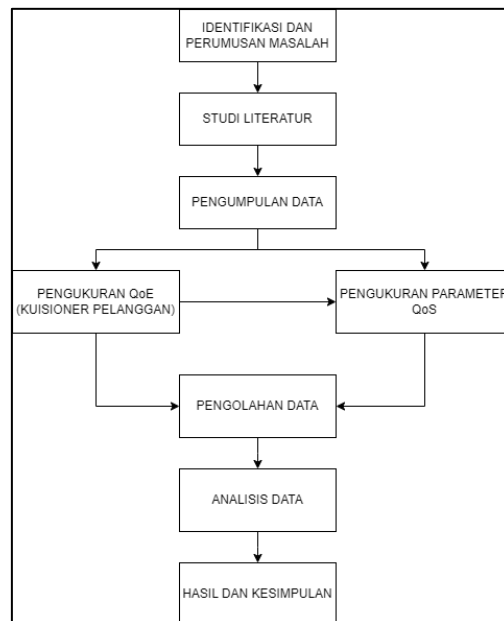 IDENTIFIKASI DAN
PERUMUSAN MASALAH
STUDI LITERATUR
PENGUMPULAN DATA
PENGUKURAN QoE
(KUISIONER PELANGGAN)
PENGUKURAN PARAMETER
QoS
PENGOLAHAN DATA
ANALISIS DATA
HASIL DAN KESIMPULAN